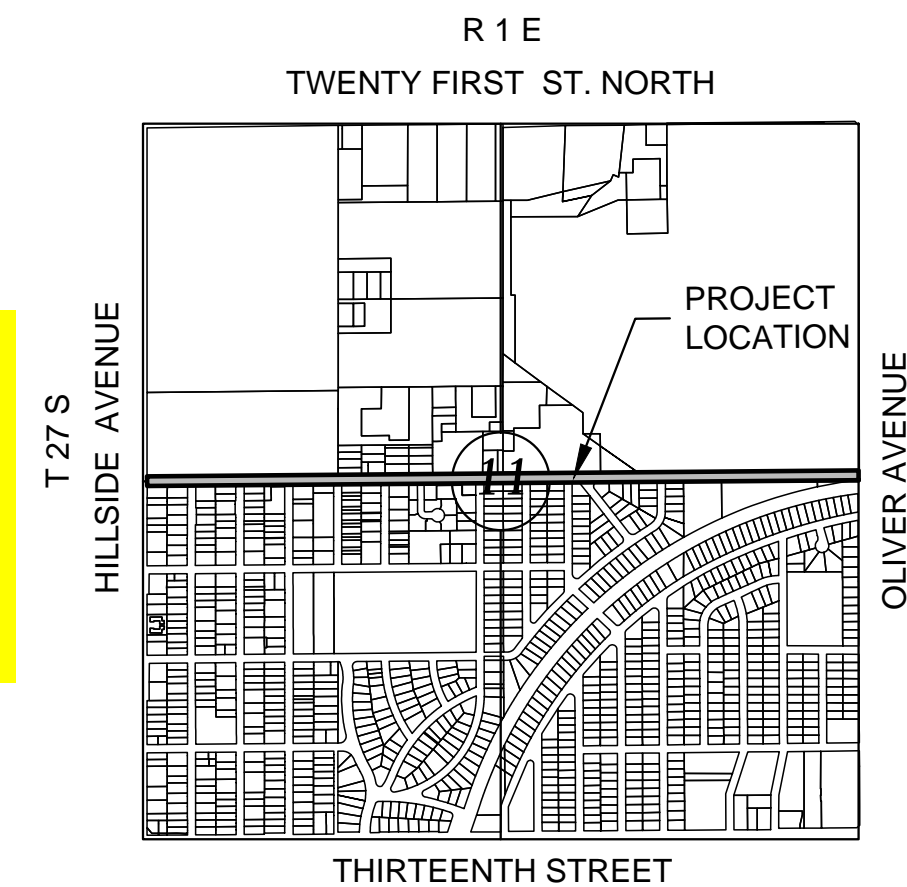 R 1 E
TWENTY FIRST ST. NORTH
PROJECT
LOCATION
T 27 S
HILLSIDE AVENUE
11
OLIVER AVENUE
THIRTEENTH STREET